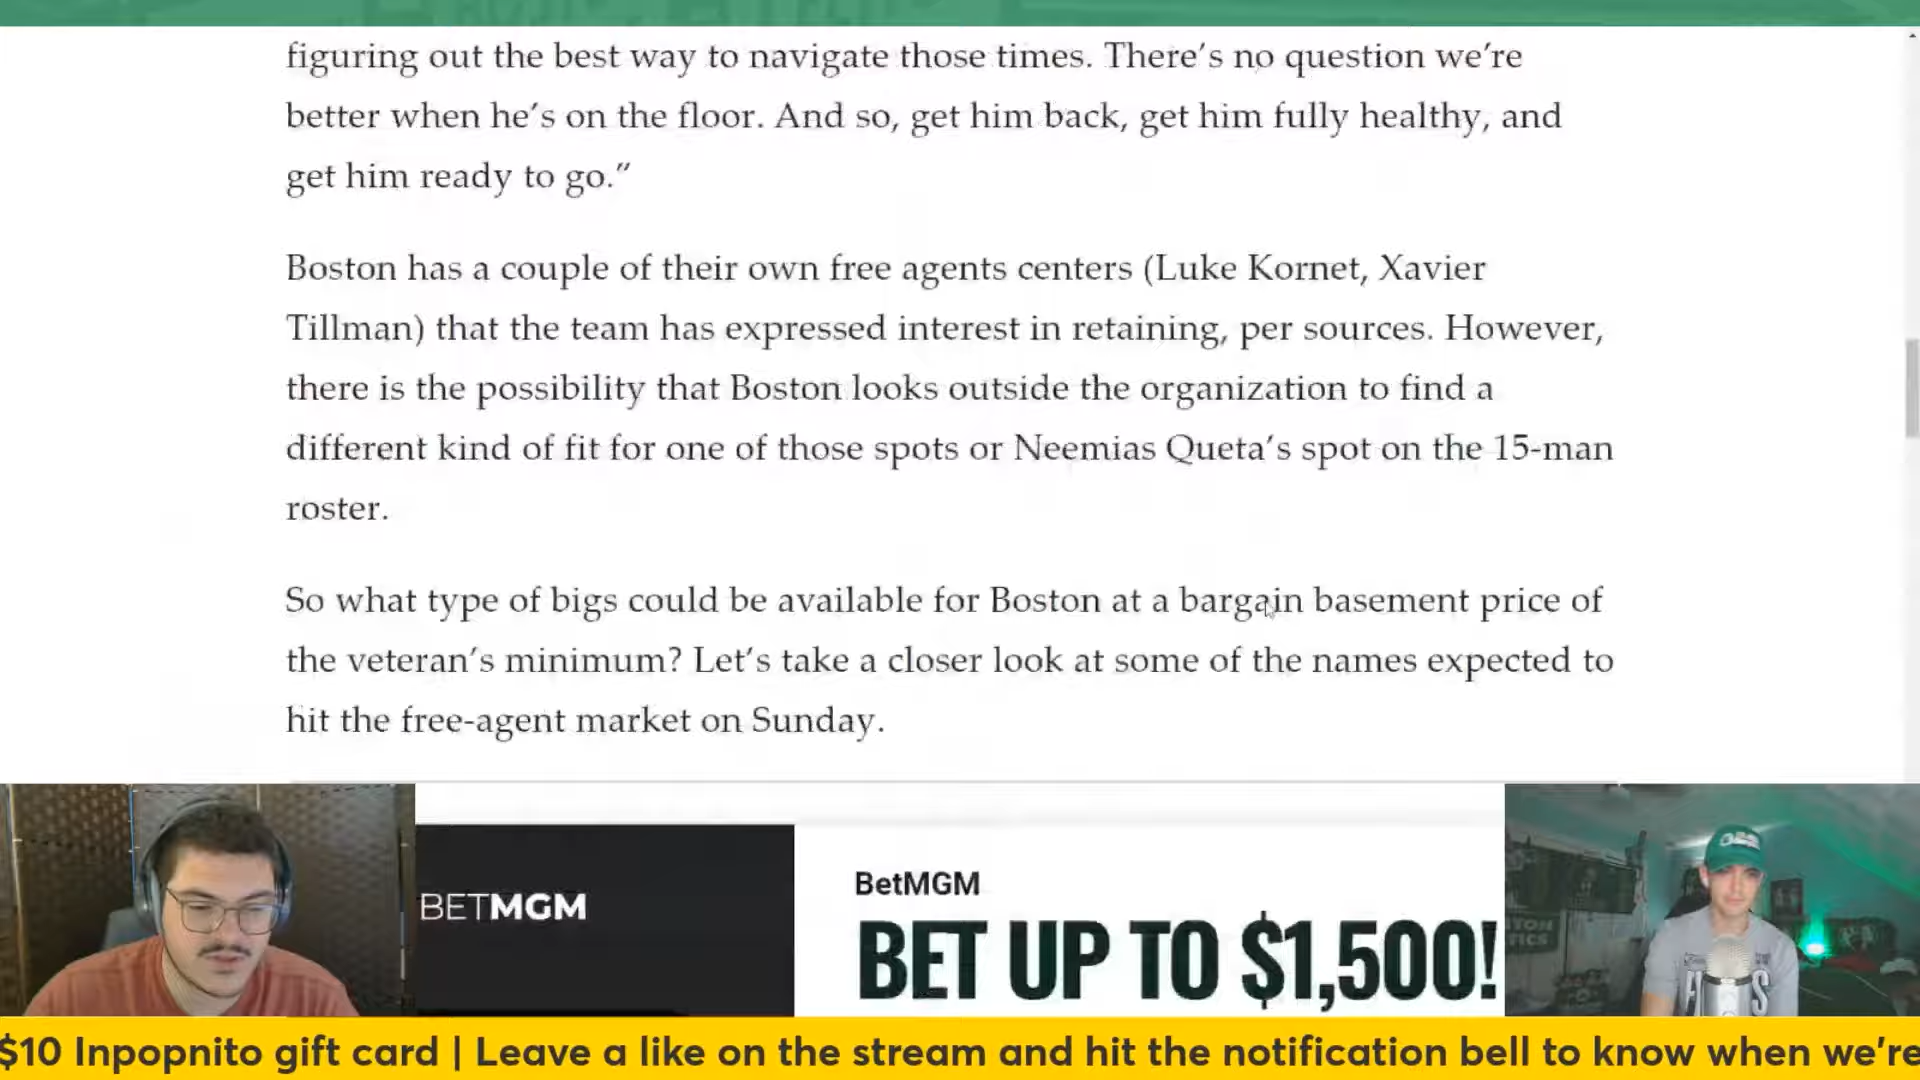 figuring out the best way to navigate those times. There’s no question we’re
better when he’s on the floor. And so, get him back, get him fully healthy, and
get him ready to go.”
Boston has a couple of their own free agents centers (Luke Kornet, Xavier
Tillman) that the team has expressed interest in retaining, per sources. However,
there is the possibility that Boston looks outside the organization to find a
different kind of fit for one of those spots or Neemias Queta’s spot on the 15-man
roster.
So what type of bigs could be available for Boston at a bargain basement price of
the veteran’s minimum? Let’s take a closer look at some of the names expected to
hit the free-agent market on Sunday.
BETMGM
BetMGM
BET UP TO $1,500!
$10 Inpopnito gift card | Leave a like on the stream and hit the notification bell to know when we’re